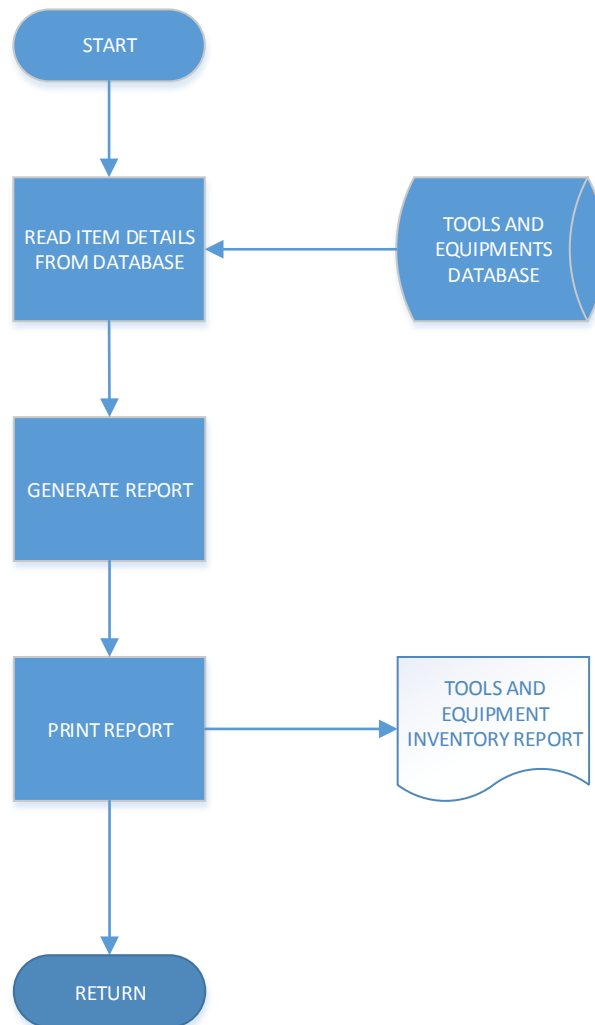 START
READ ITEM DETAILS
FROM DATABASE
TOOLS AND
EQUIPMENTS
DATABASE
GENERATE REPORT
PRINT REPORT
TOOLS AND
EQUIPMENT
INVENTORY REPORT
RETURN